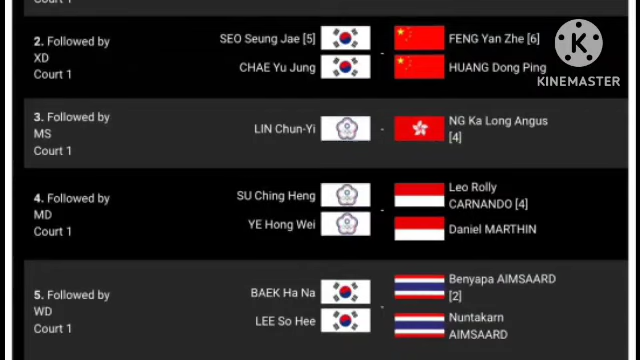 Court 1
2. Followed by
XD
Court 1
SEO Seung Jae [5]
CHAE Yu Jung
-
FENG Yan Zhe [6]
HUANG Dong Ping
K
KINEMASTER
3. Followed by
MS
Court 1
LIN Chun-Yi
-
NG Ka Long Angus
[4]
4. Followed by
MD
Court 1
SU Ching Heng
YE Hong Wei
-
Leo Rolly
CARNANDO [4]
Daniel MARTHIN
5. Followed by
WD
Court 1
BAEK Ha Na
LEE So Hee
-
Benyapa AIMSAARD
[2]
Nuntakarn
AIMSAARD